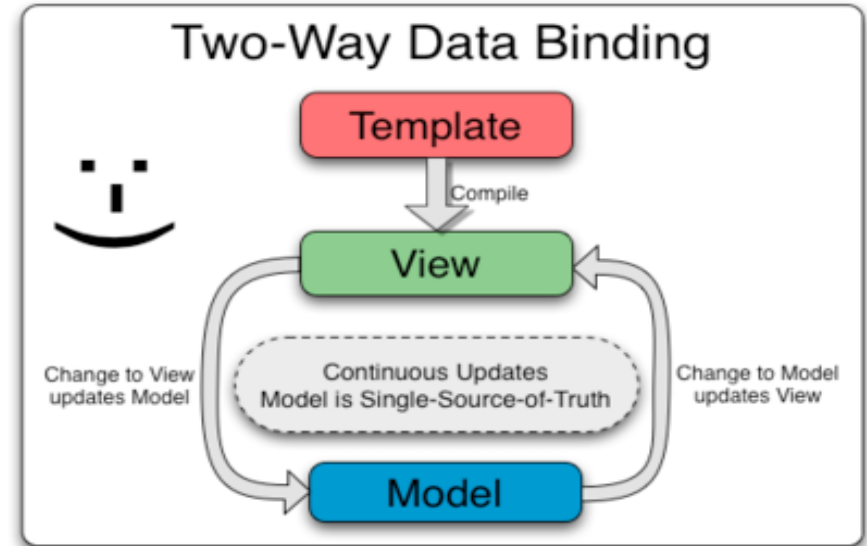 Two-Way Data Binding
Template
Compile
View
Change to View
updates Model
Continuous Updates
Model is Single-Source-of-Truth
Change to Model
updates View
Model